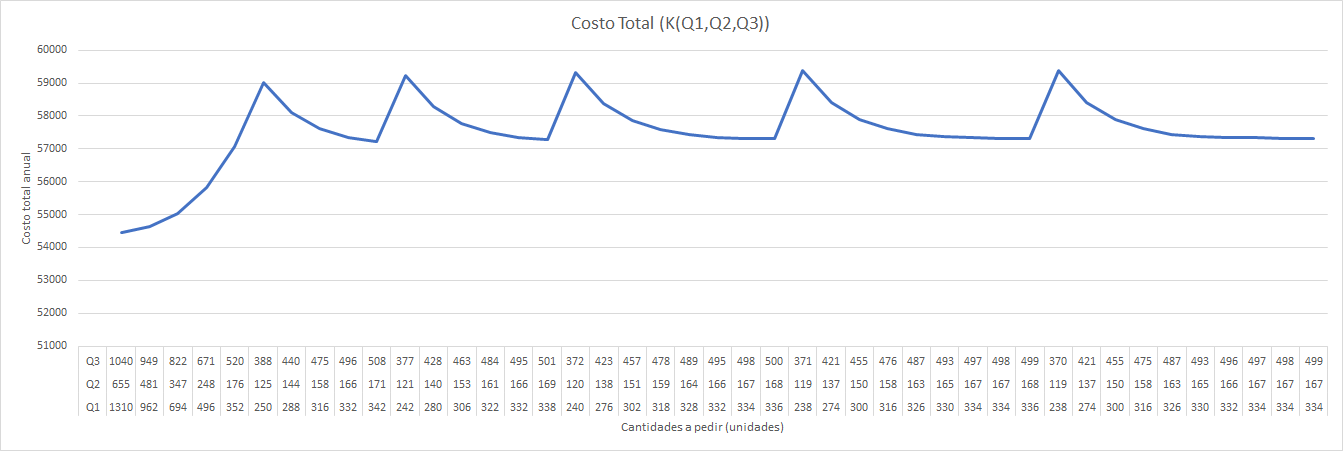 Costo Total (K(Q1,Q2,Q3))
60000
59000
58000
57000
56000
55000
54000
53000
52000
51000
Costo total anual
Q3 1040 949 822 671 520 388 440 475 496 508 377 428 463 484 495 501 372 423 457 478 489 495 498 500 371 421 455 476 487 493 497 498 499 370 421 455 475 487 493 496 497 498 499
Q2 655 481 347 248 176 125 144 158 166 171 121 140 153 161 166 169 120 138 151 159 164 166 167 168 119 137 150 158 163 165 167 167 168 119 137 150 158 163 165 166 167 167 167
Q1 1310 962 694 496 352 250 288 316 332 342 242 280 306 322 332 338 240 276 302 318 328 332 334 336 238 274 300 316 326 330 334 334 336 238 274 300 316 326 330 332 334 334 334
Cantidades a pedir (unidades)